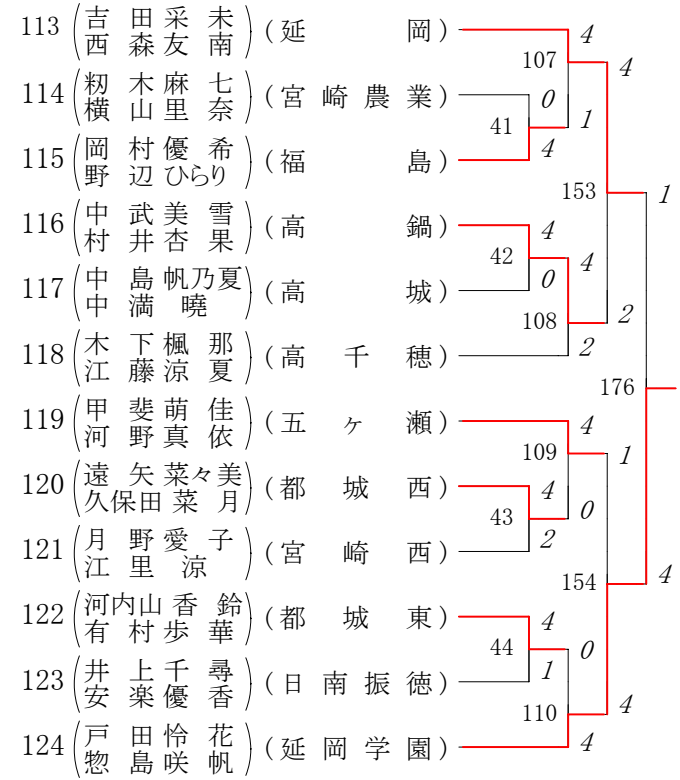 113 (吉田采未 西森友南) (延岡)
114 (籾木麻七 横山里奈) (宮崎農業)
115 (岡村優希 野辺ひらり) (福島)
116 (中武美雪 村井杏果) (高鍋)
117 (中島帆乃夏 中満曉) (高城)
118 (木下楓那 江藤涼夏) (高千穂)
119 (甲斐萌佳 河野真依) (五ヶ瀬)
120 (遠矢菜々美 久保田菜月) (都城西)
121 (月野愛子 江里涼) (宮崎西)
122 (河内山香鈴 有村歩華) (都城東)
123 (井上千尋 安楽優香) (日南振徳)
124 (戸田怜花 惣島咲帆) (延岡学園)
4
107
4
0
1
41
4
153
1
4
42
4
0
2
108
2
176
4
109
1
4
0
43
2
154
4
4
0
44
1
4
110
4